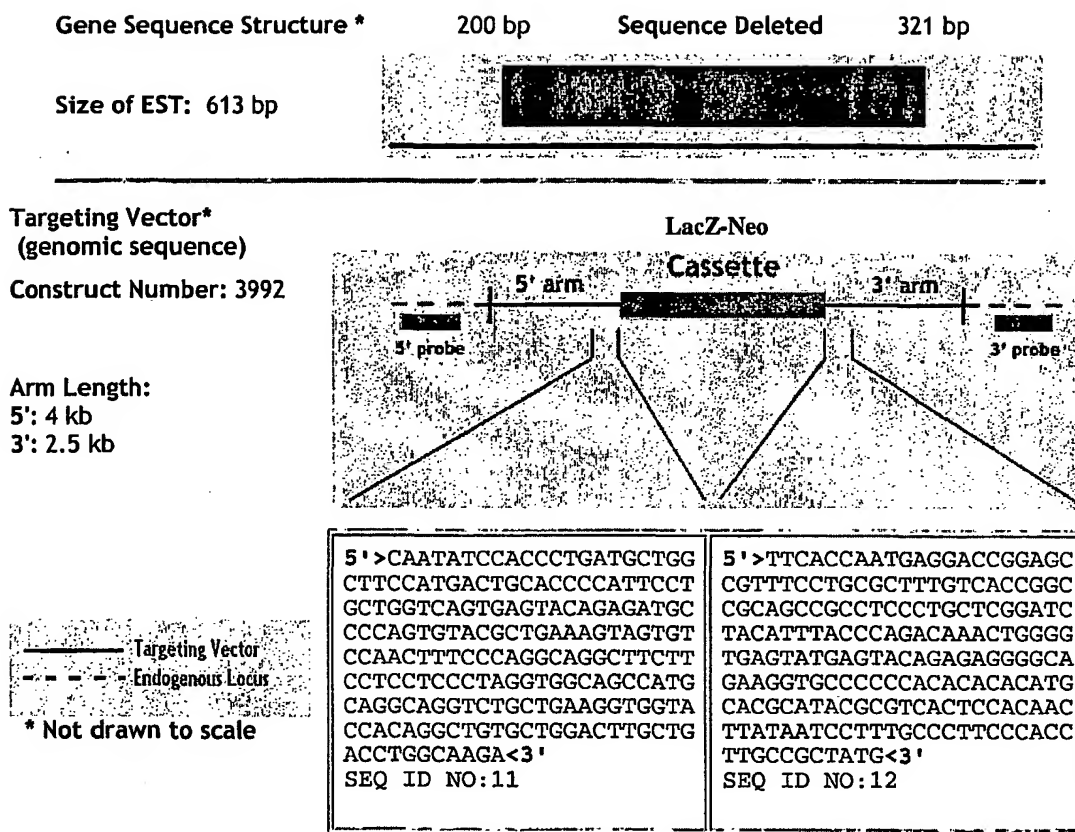 Gene Sequence Structure * 200 bp Sequence Deleted 321 bp
Size of EST: 613 bp
Targeting Vector*
(genomic sequence)
Construct Number: 3992
Arm Length:
5': 4 kb
3': 2.5 kb
LacZ-Neo
Cassette
5' arm
3' arm
5' probe
3' probe
5'>CAATATCCACCCTGATGCTGG
CTTCCATGACTGCACCCCATTCCT
GCTGGTCAGTGAGTACAGAGATGC
CCCAGTGTACGCTGAAAGTAGTGT
CCAACTTTCCCAGGCAGGCTTCTT
CCTCCTCCCTAGGTGGCAGCCATG
CAGGCAGGTCTGCTGAAGGTGGTA
CCACAGGCTGTGCTGGACTTGCTG
ACCTGGCAAGA<3'
SEQ ID NO:11
5'>TTCACCAATGAGGACCGGAGC
CGTTTCCTGCGCTTTGTCACCGGC
CGCAGCCGCCTCCCTGCTCGGATC
TACATTTACCCAGACAAACTGGGG
TGAGTATGAGTACAGAGAGGGGCA
GAAGGTGCCCCCCACACACACATG
CACGCATACGCGTCACTCCACAAC
TTATAATCCTTTGCCCTTCCCACC
TTGCCGCTATG<3'
SEQ ID NO:12
Targeting Vector
Endogenous Locus
* Not drawn to scale